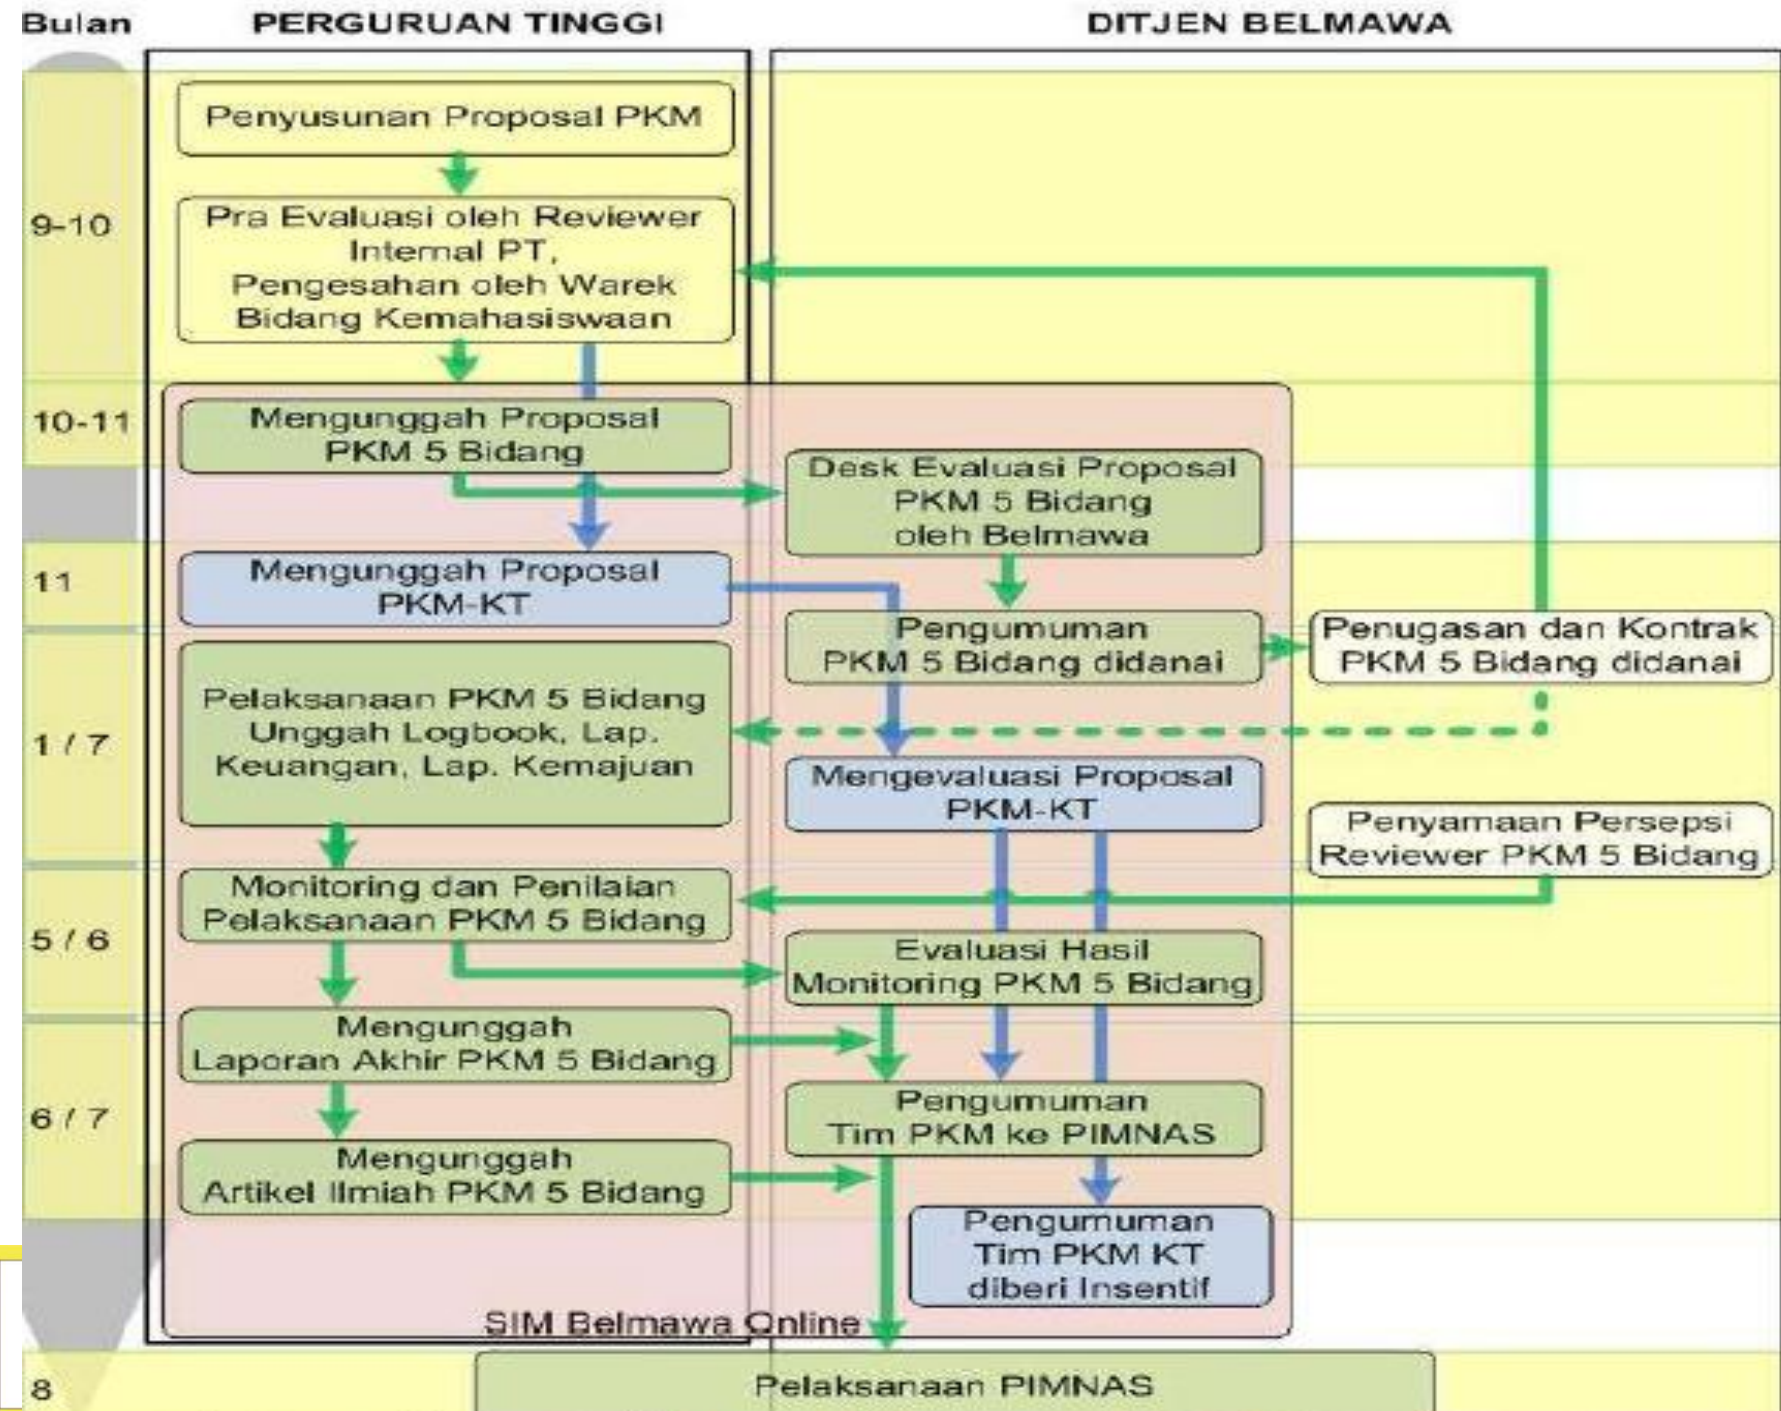 Bulan
PERGURUAN TINGGI
DITJEN BELMAWA
9-10
Penyusunan Proposal PKM
Pra Evaluasi oleh Reviewer
Internal PT,
Pengesahan oleh Warek
Bidang Kemahasiswaan
10-11
Mengunggah Proposal
PKM 5 Bidang
Desk Evaluasi Proposal
PKM 5 Bidang
oleh Belmawa
11
Mengunggah Proposal
PKM-KT
Pengumuman
PKM 5 Bidang didanai
Penugasan dan Kontrak
PKM 5 Bidang didanai
1 / 7
Pelaksanaan PKM 5 Bidang
Unggah Logbook, Lap.
Keuangan, Lap. Kemajuan
Mengevaluasi Proposal
PKM-KT
Penyamaan Persepsi
Reviewer PKM 5 Bidang
5 / 6
Monitoring dan Penilaian
Pelaksanaan PKM 5 Bidang
Evaluasi Hasil
Monitoring PKM 5 Bidang
6 / 7
Mengunggah
Laporan Akhir PKM 5 Bidang
Pengumuman
Tim PKM ke PIMNAS
Mengunggah
Artikel Ilmiah PKM 5 Bidang
Pengumuman
Tim PKM KT
diberi Insentif
SIM Belmawa Online
8
Pelaksanaan PIMNAS